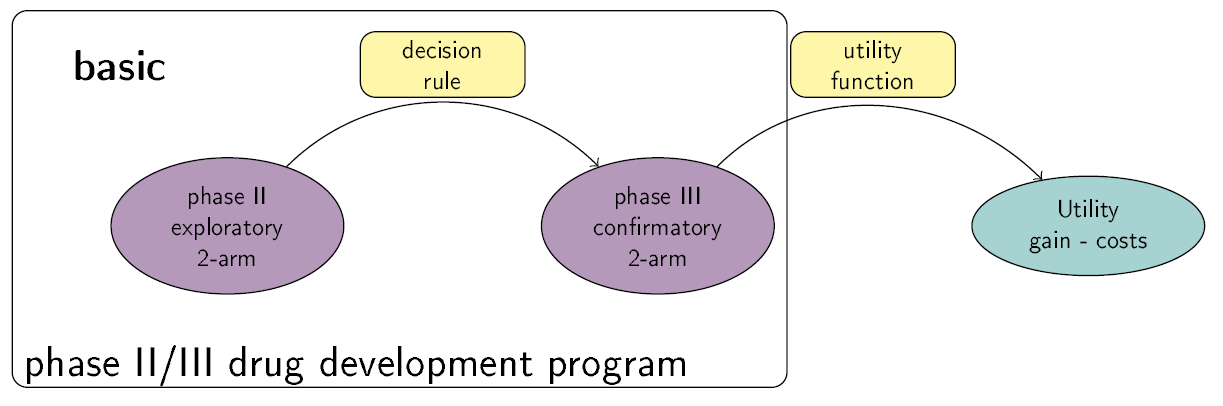 basic
decision
rule
utility
function
phase II
exploratory
2-arm
phase III
confirmatory
2-arm
Utility
gain - costs
phase II/III drug development program